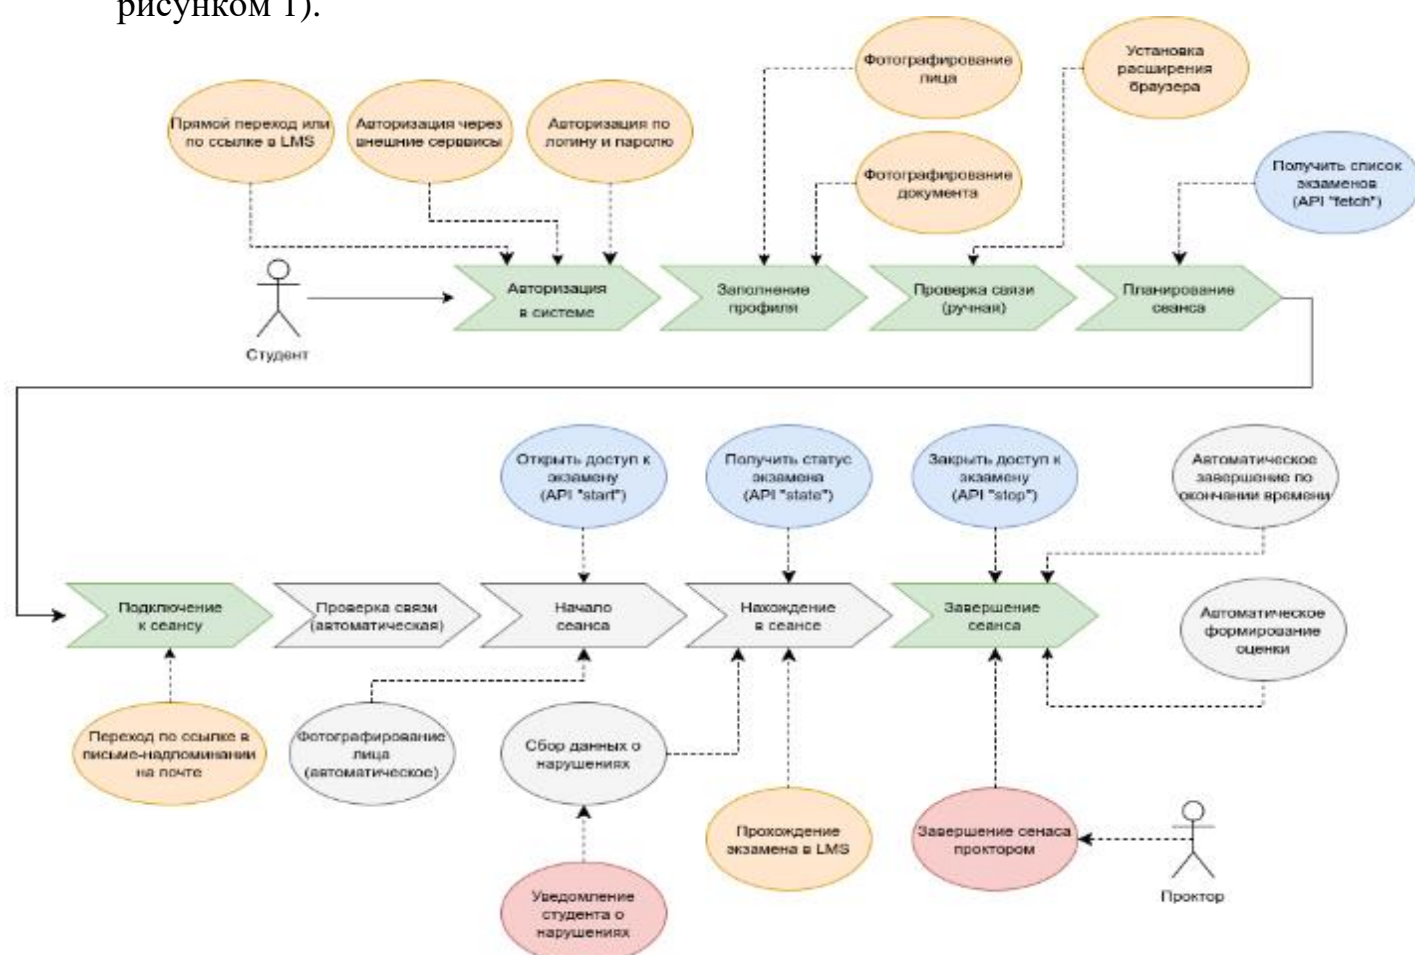 рисунком 1).
Фотографирование
лица
Установка
расширения
браузера
Прямой переход или
по ссылке в LMS
Авторизация через
внешние серввисы
Авторизация по
логину и паролю
Фотографирование
документа
Получить список
экзаменов
(API "fetch")
Авторизация
в системе
Заполнение
профиля
Проверка связи
(ручная)
Планирование
сеанса
Студент
Открыть доступ к
экзамену
(API "start")
Получить статус
экзамена
(API "state")
Закрыть доступ к
экзамену
(API "stop")
Автоматическое
завершение по
окончании времени
Подключение
к сеансу
Проверка связи
(автоматическая)
Начало
сеанса
Нахождение
в сеансе
Завершение
сеанса
Автоматическое
формирование
оценки
Переход по ссылке в
письме-надпоминании
на почте
Фотографирование
лица
(автоматическое)
Сбор данных о
нарушениях
Прохождение
экзамена в LMS
Завершение сенаса
проктором
Проктор
Уведомление
студента о
нарушениях